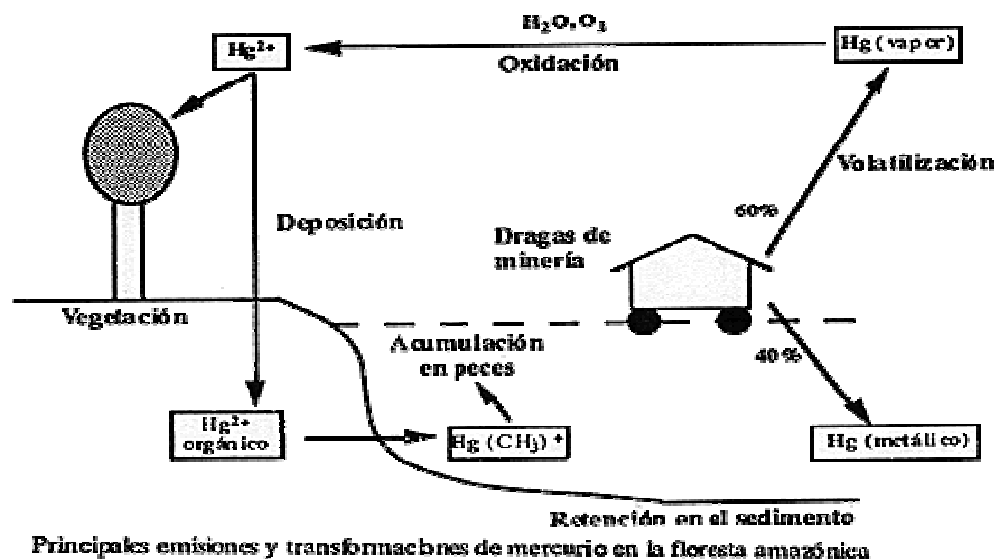 H₂O,O₃
Hg²⁺
Hg (vapor)
Oxidación
Volatilización
60%
Deposición
Dragas de
minería
Vegetación
Acumulación
en peces
40%
Hg²⁺
orgánico
Hg (CH₃)⁺
Hg (metálico)
Retención en el sedimento
Principales emisiones y transformaciones de mercurio en la floresta amazónica